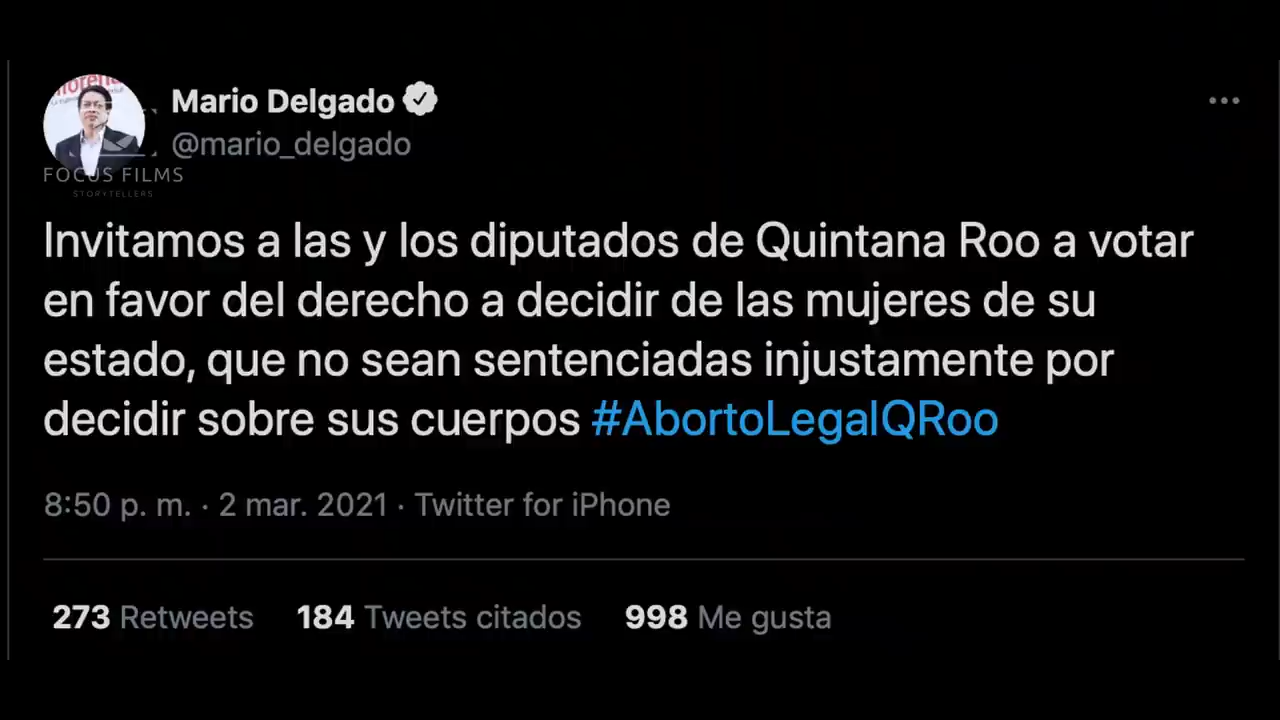 morena
Mario Delgado
@mario_delgado
FOCUS FILMS
STORYTELLERS
Invitamos a las y los diputados de Quintana Roo a votar
en favor del derecho a decidir de las mujeres de su
estado, que no sean sentenciadas injustamente por
decidir sobre sus cuerpos #AbortoLegalQRoo
8:50 p. m. · 2 mar. 2021 · Twitter for iPhone
273 Retweets 184 Tweets citados 998 Me gusta